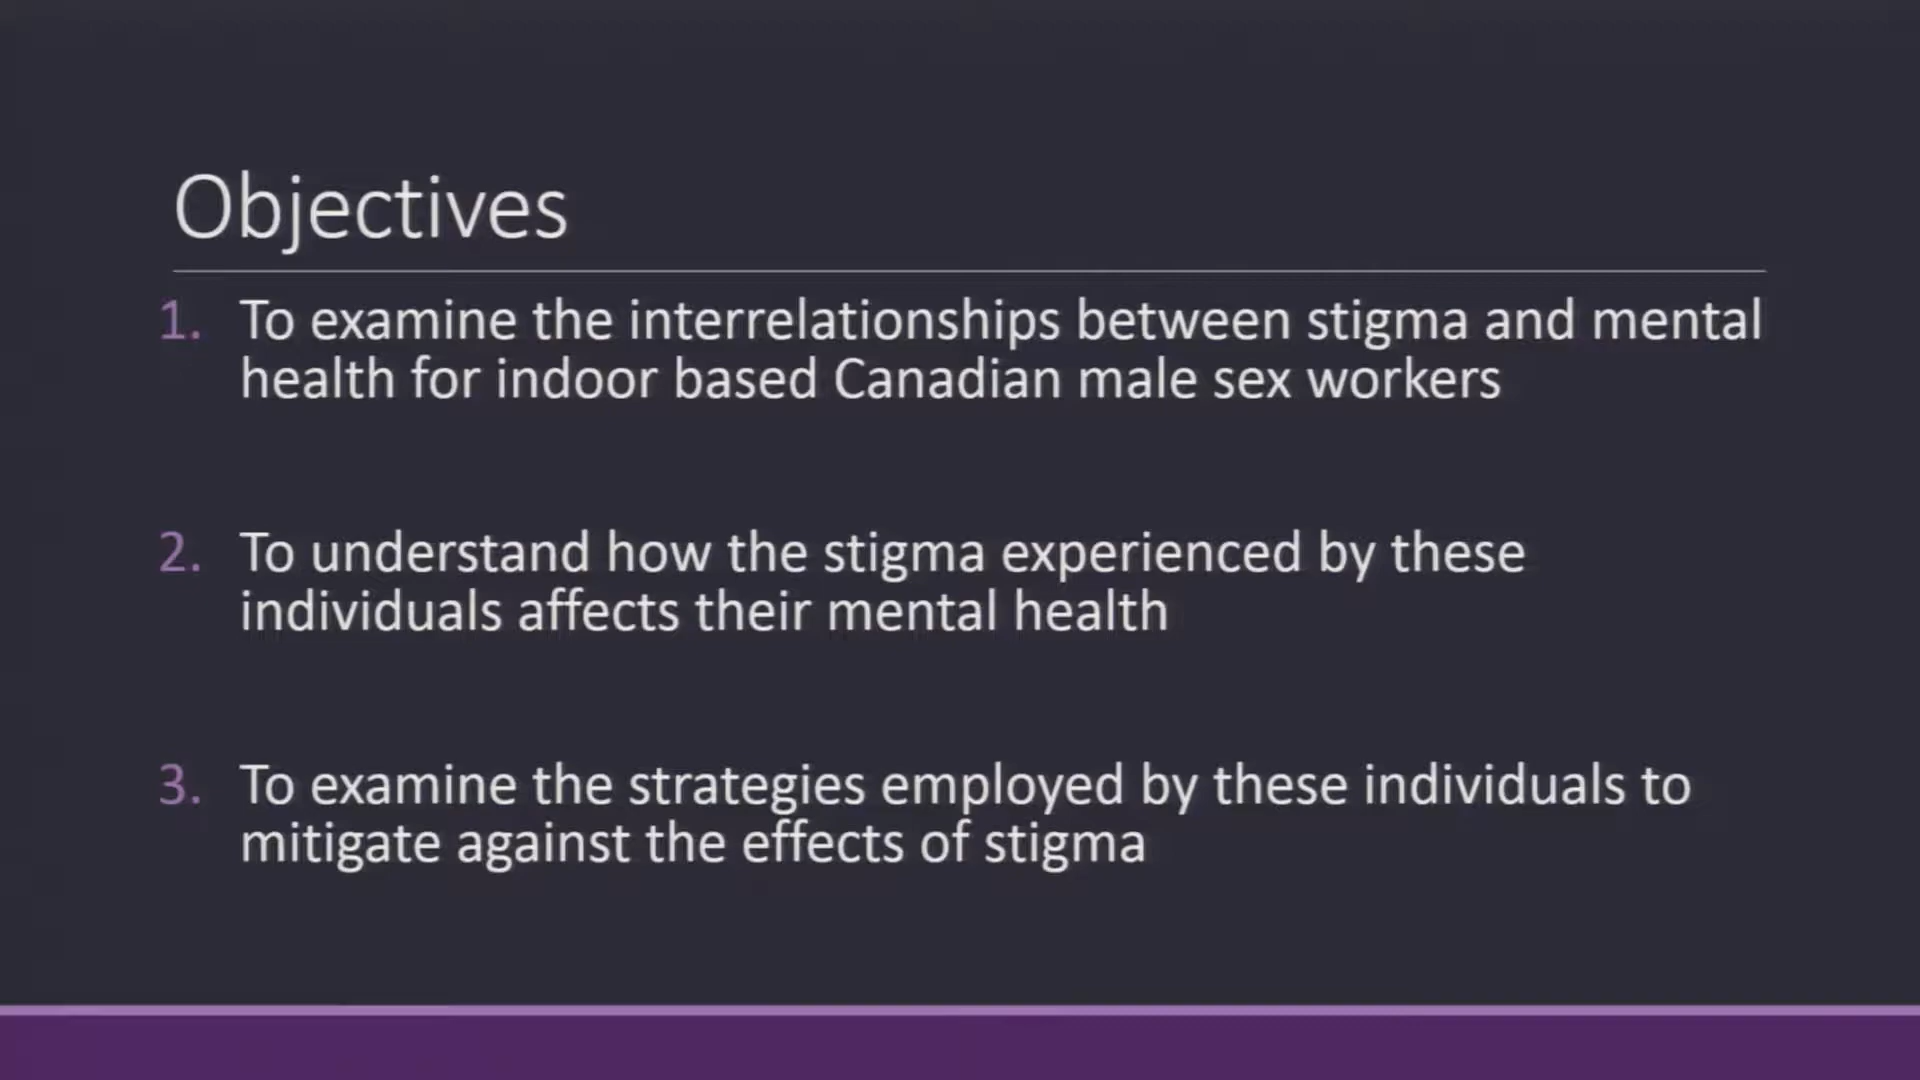 Objectives
1. To examine the interrelationships between stigma and mental
health for indoor based Canadian male sex workers
2. To understand how the stigma experienced by these
individuals affects their mental health
3. To examine the strategies employed by these individuals to
mitigate against the effects of stigma